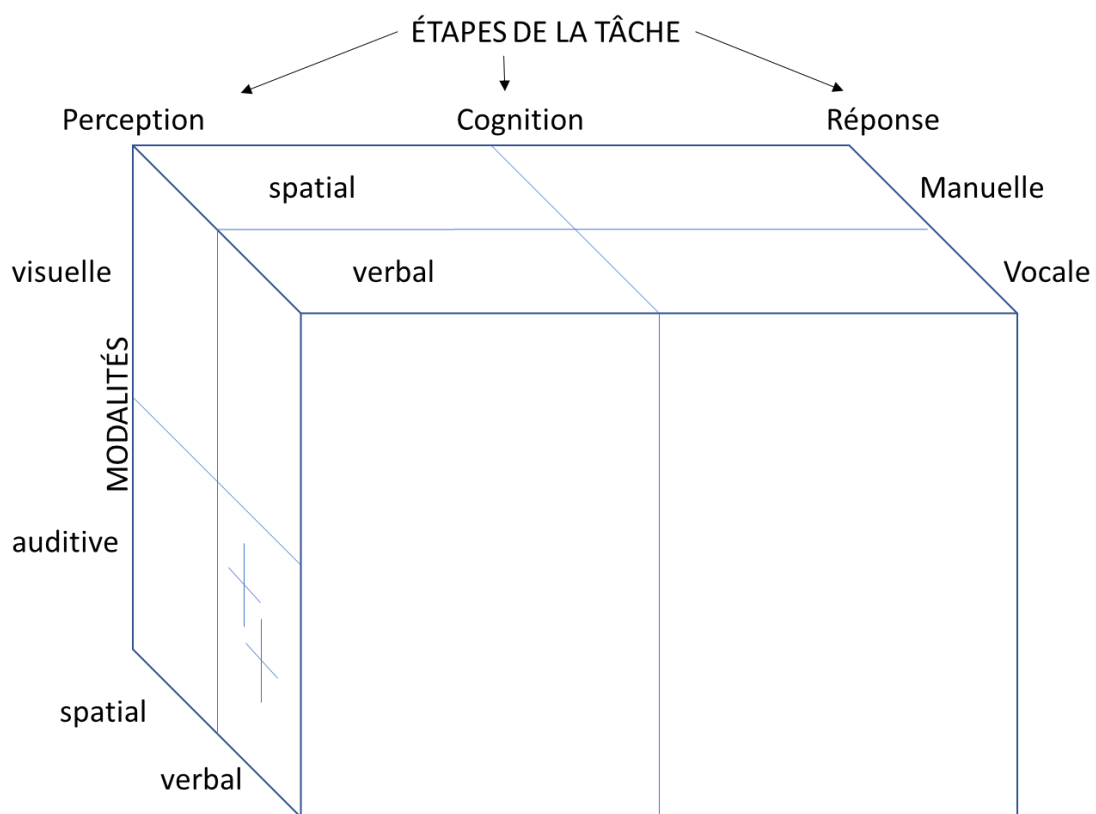 ÉTAPES DE LA TÂCHE
Perception
Cognition
Réponse
spatial
Manuelle
visuelle
verbal
Vocale
MODALITÉS
auditive
spatial
verbal